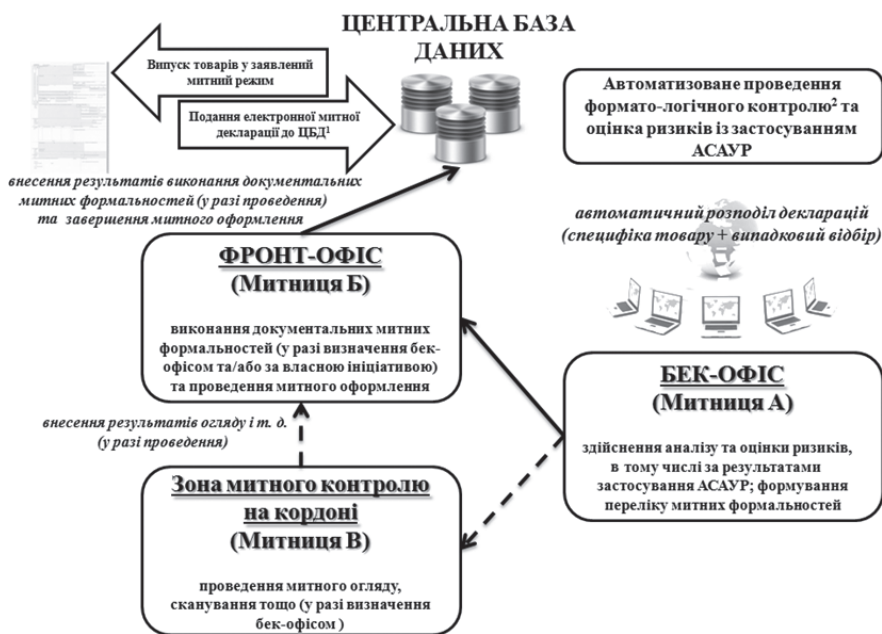 ЦЕНТРАЛЬНА БАЗА
ДАНИХ
Випуск товарів у заявлений
митний режим
Подання електронної митної
декларації до ЦБД¹
Автоматизоване проведення
формато-логічного контролю² та
оцінка ризиків із застосуванням
АСАУР
внесення результатів виконання документальних
митних формальностей (у разі проведення)
та завершення митного оформлення
автоматичний розподіл декларацій
(специфіка товару + випадковий відбір)
ФРОНТ-ОФІС
(Митниця Б)
виконання документальних митних
формальностей (у разі визначення бек-
офісом та/або за власною ініціативою)
та проведення митного оформлення
БЕК-ОФІС
(Митниця А)
здійснення аналізу та оцінки ризиків,
в тому числі за результатами
застосування АСАУР; формування
переліку митних формальностей
внесення результатів огляду і т. д.
(у разі проведення)
Зона митного контролю
на кордоні
(Митниця В)
проведення митного огляду,
сканування тощо (у разі визначення
бек-офісом )